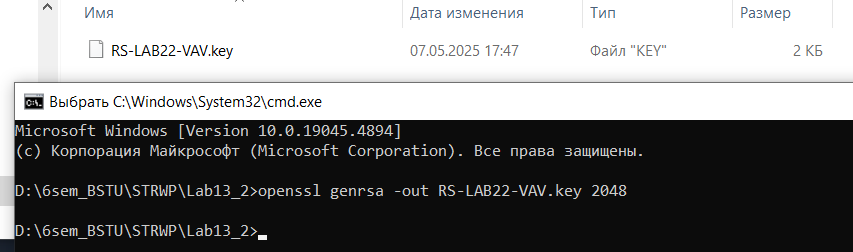 Имя Дата изменения Тип Размер
RS-LAB22-VAV.key 07.05.2025 17:47 Файл "KEY" 2 КБ
Выбрать C:\Windows\System32\cmd.exe
Microsoft Windows [Version 10.0.19045.4894]
(c) Корпорация Майкрософт (Microsoft Corporation). Все права защищены.
D:\6sem_BSTU\STRWP\Lab13_2>openssl genrsa -out RS-LAB22-VAV.key 2048
D:\6sem_BSTU\STRWP\Lab13_2>